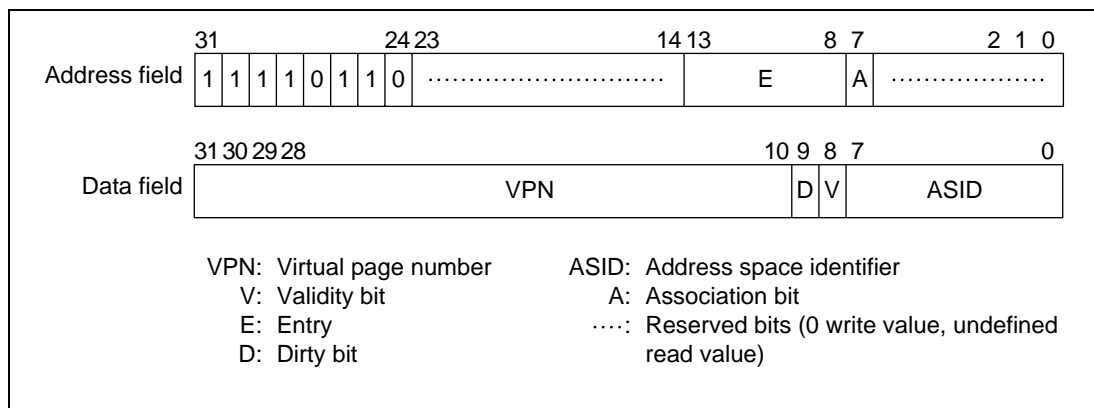 31 24 23 14 13 8 7 2 1 0
Address field 1 1 1 1 0 1 1 0 ............................. E A ...................
31 30 29 28 10 9 8 7 0
Data field VPN D V ASID
VPN: Virtual page number ASID: Address space identifier
V: Validity bit A: Association bit
E: Entry ····: Reserved bits (0 write value, undefined
D: Dirty bit read value)